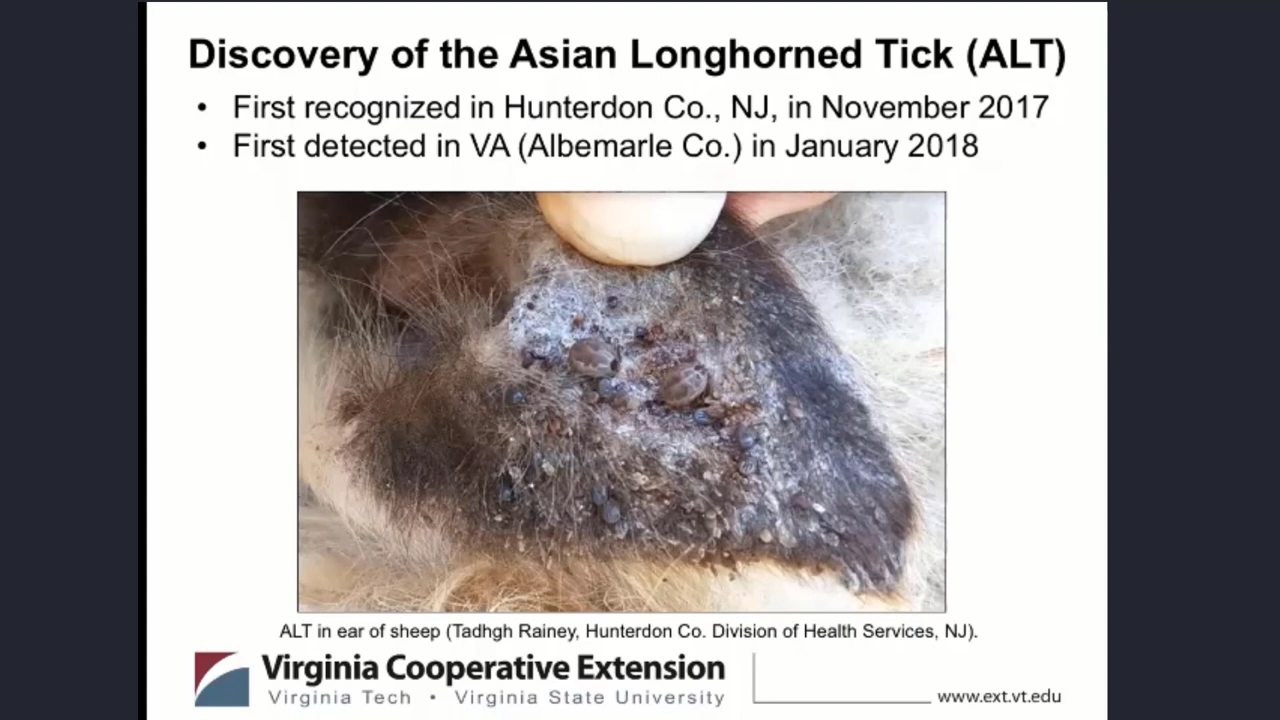 Discovery of the Asian Longhorned Tick (ALT)
• First recognized in Hunterdon Co., NJ, in November 2017
• First detected in VA (Albemarle Co.) in January 2018
ALT in ear of sheep (Tadhgh Rainey, Hunterdon Co. Division of Health Services, NJ).
Virginia Cooperative Extension
Virginia Tech • Virginia State University
www.ext.vt.edu